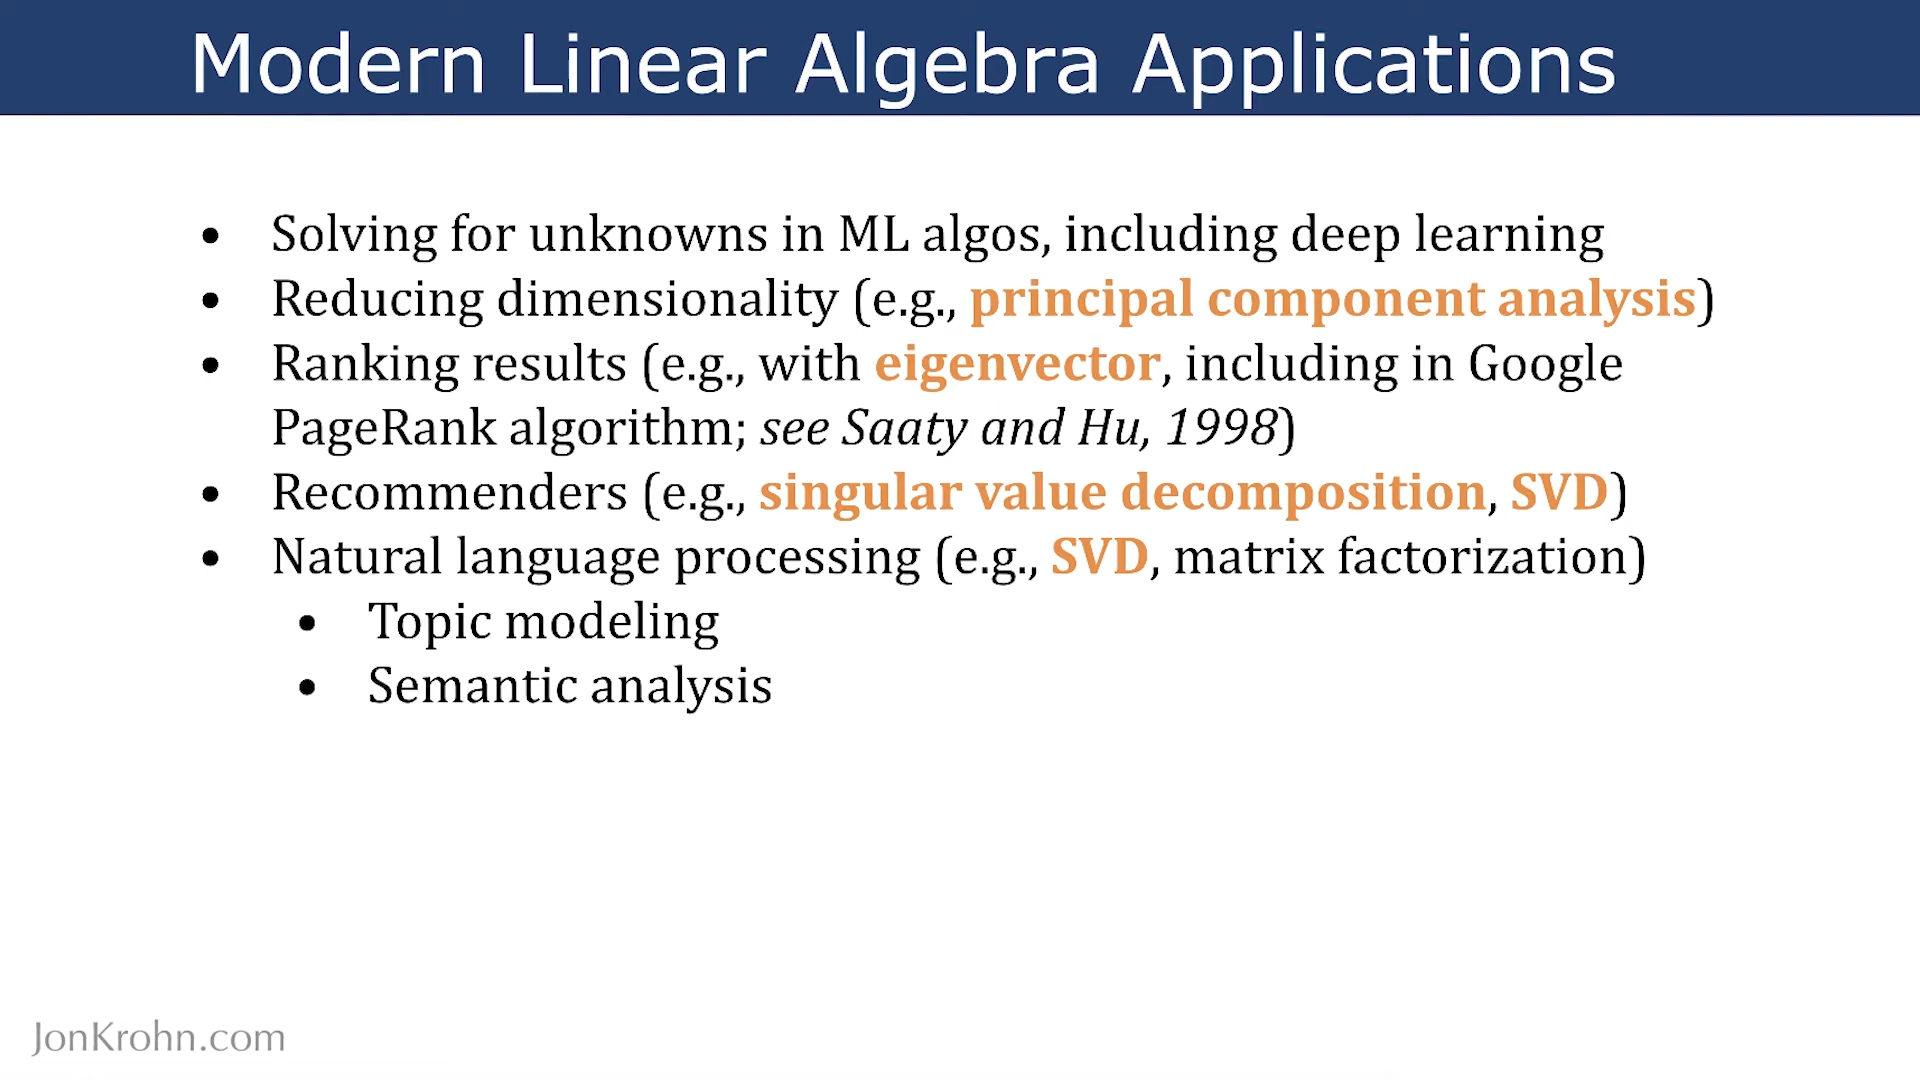 Modern Linear Algebra Applications
• Solving for unknowns in ML algos, including deep learning
• Reducing dimensionality (e.g., principal component analysis)
• Ranking results (e.g., with eigenvector, including in Google
PageRank algorithm; see Saaty and Hu, 1998)
• Recommenders (e.g., singular value decomposition, SVD)
• Natural language processing (e.g., SVD, matrix factorization)
• Topic modeling
• Semantic analysis
JonKrohn.com